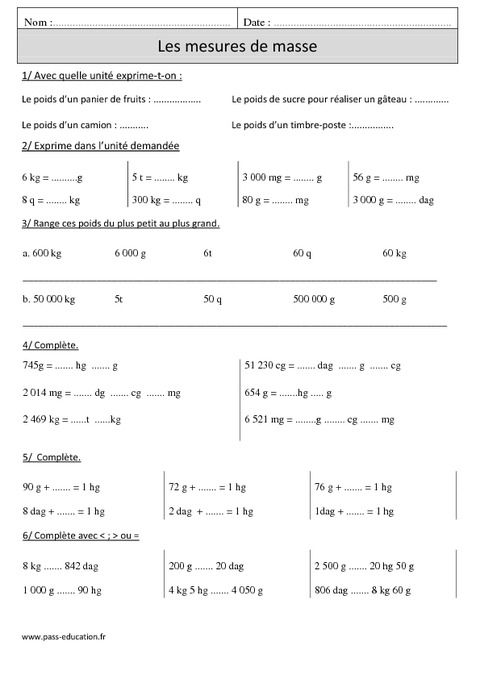 Nom :............................................................ Date : ............................................................
Les mesures de masse
1/ Avec quelle unité exprime-t-on :
Le poids d'un panier de fruits : .................. Le poids de sucre pour réaliser un gâteau : .............
Le poids d'un camion : ........... Le poids d'un timbre-poste :................
2/ Exprime dans l'unité demandée
6 kg = ..........g 5 t = ........ kg 3 000 mg = ........ g 56 g = ........ mg
8 q = ........ kg 300 kg = ........ q 80 g = ........ mg 3 000 g = ........ dag
3/ Range ces poids du plus petit au plus grand.
a. 600 kg 6 000 g 6t 60 q 60 kg
b. 50 000 kg 5t 50 q 500 000 g 500 g
4/ Complète.
745g = ....... hg ....... g 51 230 cg = ....... dag ....... g ....... cg
2 014 mg = ....... dg ....... cg ....... mg 654 g = .......hg ..... g
2 469 kg = ......t ......kg 6 521 mg = ........g ........ cg ....... mg
5/ Complète.
90 g + ....... = 1 hg 72 g + ....... = 1 hg 76 g + ....... = 1 hg
8 dag + ....... = 1 hg 2 dag + ....... = 1 hg 1dag + ....... = 1 hg
6/ Complète avec < ; > ou =
8 kg ....... 842 dag 200 g ....... 20 dag 2 500 g ....... 20 hg 50 g
1 000 g ....... 90 hg 4 kg 5 hg ....... 4 050 g 806 dag ....... 8 kg 60 g
www.pass-education.fr